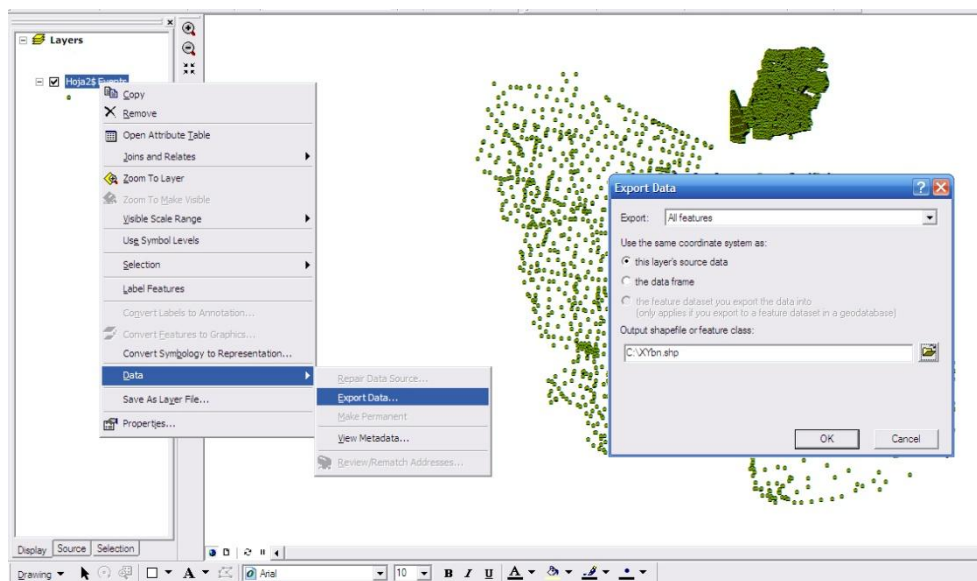 Layers
Hoja2$ Events
Copy
Remove
Open Attribute Table
Joins and Relates
Zoom To Layer
Zoom To Make Visible
Visible Scale Range
Use Symbol Levels
Selection
Label Features
Convert Labels to Annotation...
Convert Features to Graphics...
Convert Symbology to Representation...
Data
Save As Layer File...
Properties...
Repair Data Source...
Export Data...
Make Permanent
View Metadata...
Review/Rematch Addresses...
Export Data
Export: All features
Use the same coordinate system as:
this layer's source data
the data frame
the feature dataset you export the data into
(only applies if you export to a feature dataset in a geodatabase)
Output shapefile or feature class:
C:\XYbn.shp
OK Cancel
Display Source Selection
Drawing A Arial 10 B I U A